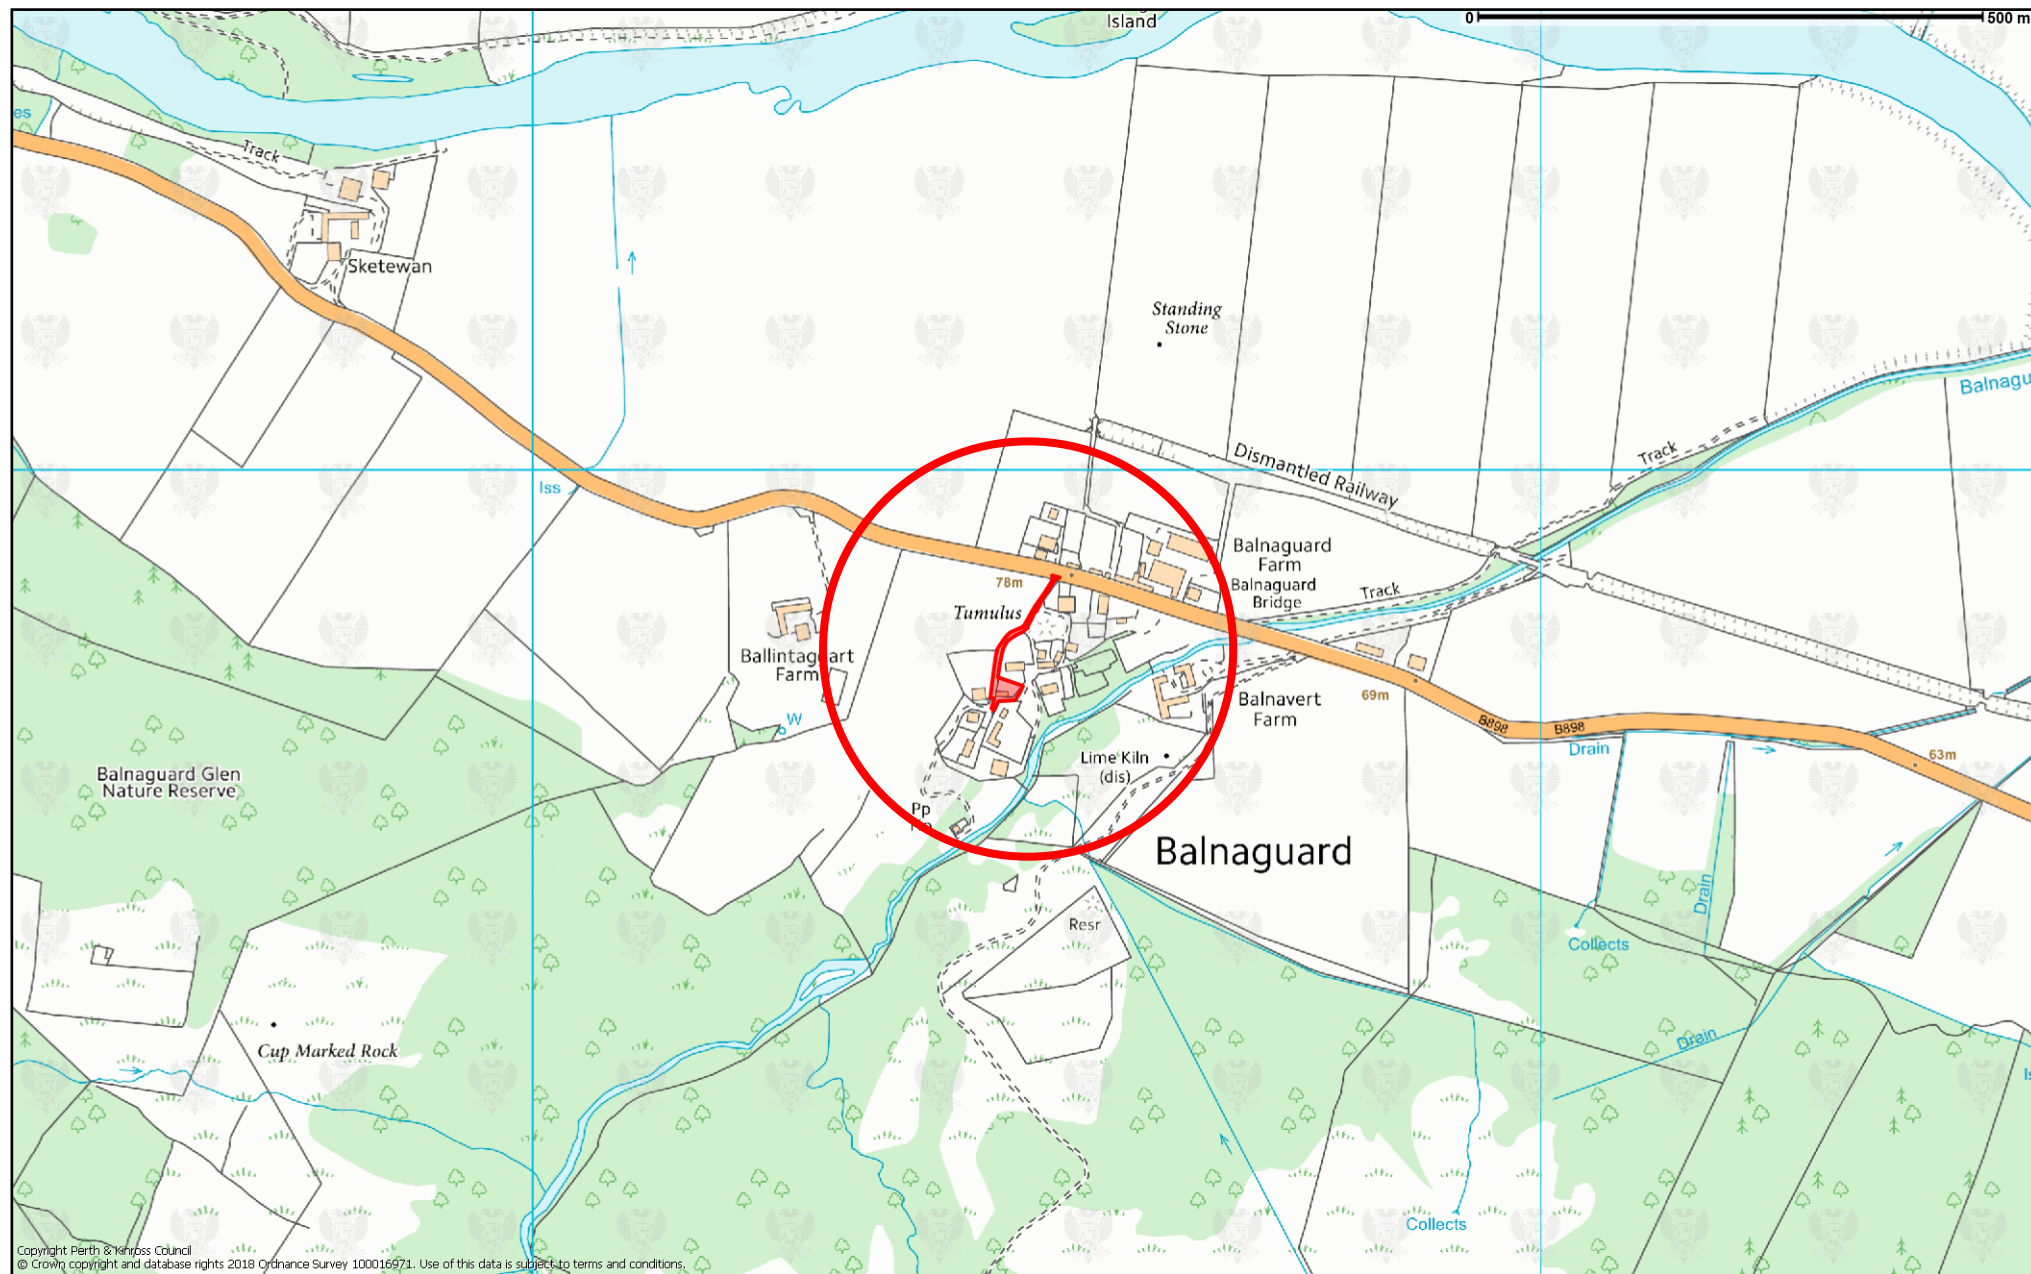 Island
0
500 m
es
Track
Sketewan
Standing
Stone
Balnagu
Iss
Dismantled Railway
Track
Balnaguard
Farm
Balnaguard
Bridge
78m
Tumulus
Track
Ballintaggart
Farm
W
Balnavert
Farm
69m
B898
B898
Drain
63m
Lime Kiln
(dis)
Balnaguard Glen
Nature Reserve
Pp
Balnaguard
Resr
Drain
Collects
Cup Marked Rock
Drain
Is
Collects
Copyright Perth & Kinross Council
© Crown copyright and database rights 2018 Ordnance Survey 100016971. Use of this data is subject to terms and conditions.